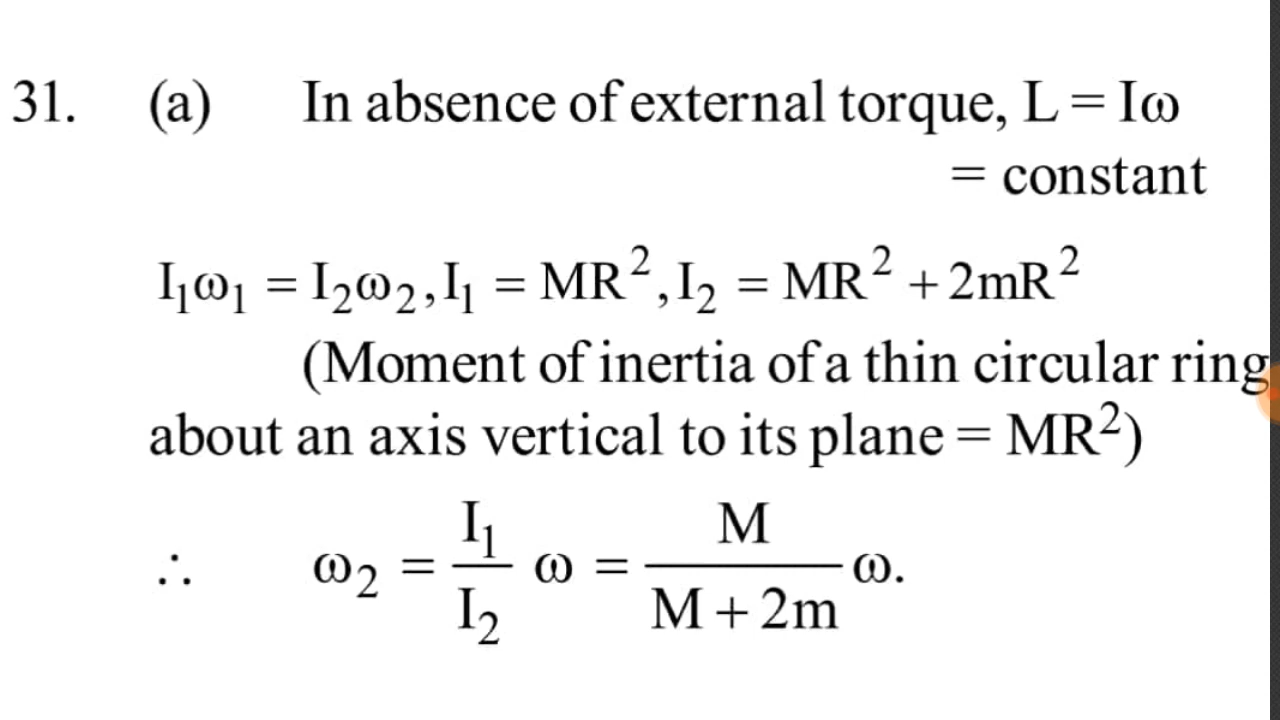 31. (a) In absence of external torque, L = Iω
= constant
I₁ω₁ = I₂ω₂, I₁ = MR², I₂ = MR² + 2mR²
(Moment of inertia of a thin circular ring
about an axis vertical to its plane = MR²)
∴ ω₂ = I₁/I₂ ω = M/(M + 2m) ω.